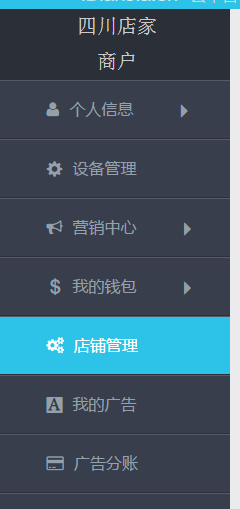 四川店家
商户
个人信息
设备管理
营销中心
我的钱包
店铺管理
我的广告
广告分账